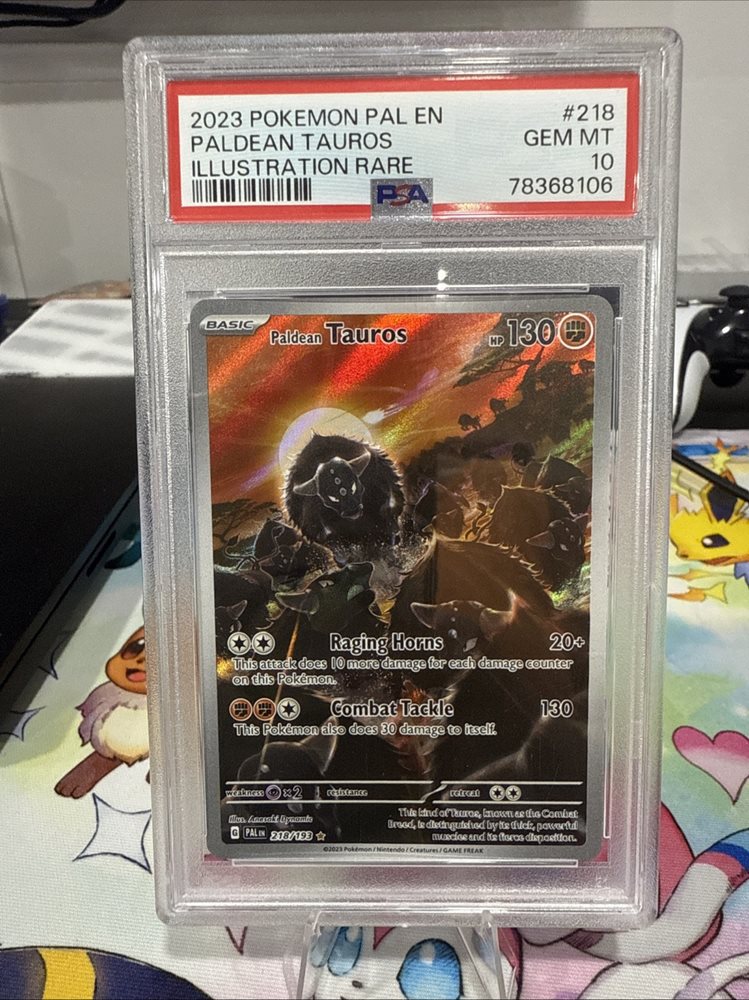 2023 POKEMON PAL EN #218
PALDEAN TAUROS GEM MT
ILLUSTRATION RARE 10
PSA 78368106
BASIC Paldean Tauros HP 130
Raging Horns 20+
This attack does 10 more damage for each damage counter
on this Pokémon.
Combat Tackle 130
This Pokémon also does 30 damage to itself.
weakness ×2 resistance retreat
Illus. Anesaki Dynamic
This kind of Tauros, known as the Combat
Breed, is distinguished by its thick, powerful
muscles and its fierce disposition.
G PAL EN 218/193
©2023 Pokémon / Nintendo / Creatures / GAME FREAK